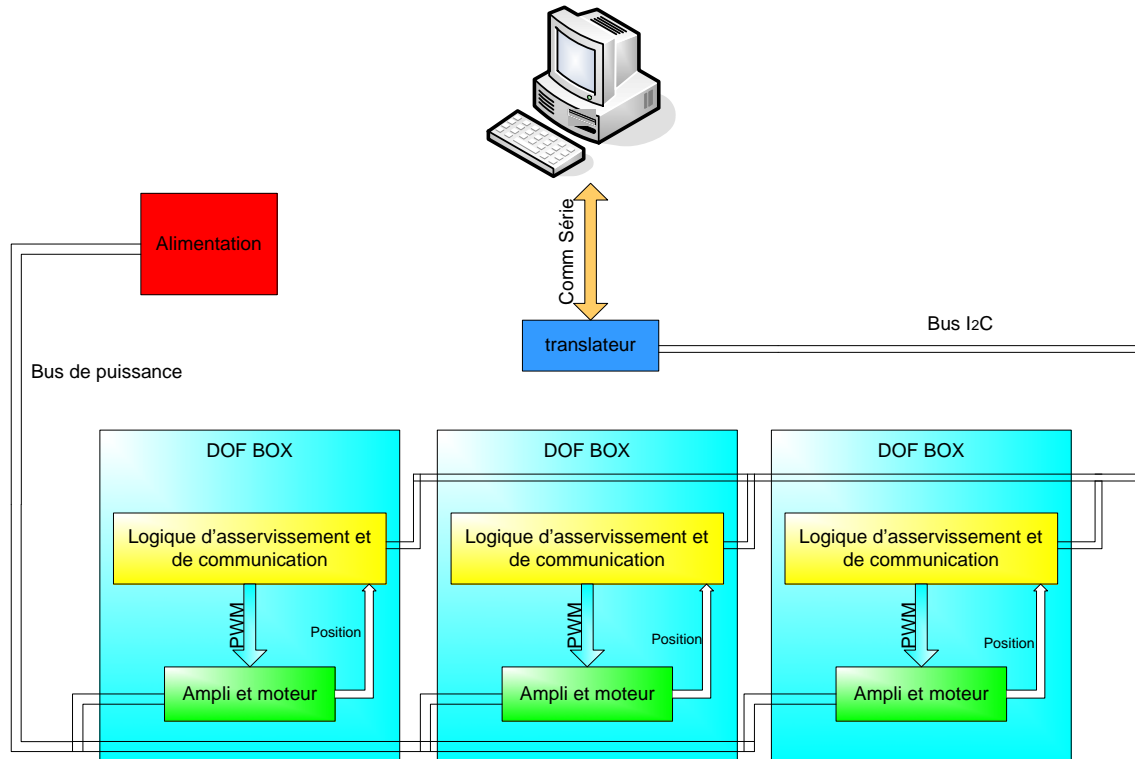 Comm Série
Alimentation
translateur
Bus I2C
Bus de puissance
DOF BOX
Logique d'asservissement et
de communication
PWM
Position
Ampli et moteur
DOF BOX
Logique d'asservissement et
de communication
PWM
Position
Ampli et moteur
DOF BOX
Logique d'asservissement et
de communication
PWM
Position
Ampli et moteur